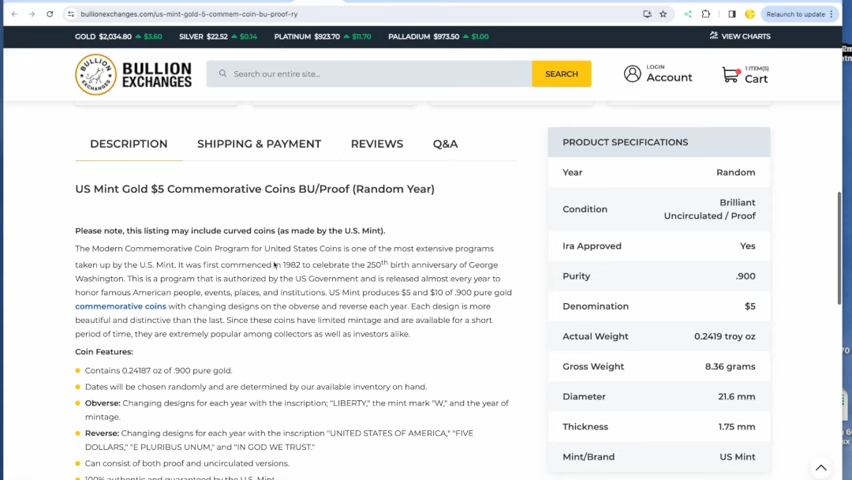 bullionexchanges.com/us-mint-gold-5-commem-coin-bu-proof-ry
Relaunch to update
GOLD $2,034.80 $3.60 SILVER $22.52 $0.14 PLATINUM $923.70 $11.70 PALLADIUM $973.50 $1.00 VIEW CHARTS
BULLION
EXCHANGES
Search our entire site...
SEARCH
LOGIN
Account
1 ITEM(S)
Cart
DESCRIPTION SHIPPING & PAYMENT REVIEWS Q&A
US Mint Gold $5 Commemorative Coins BU/Proof (Random Year)
Please note, this listing may include curved coins (as made by the U.S. Mint).
The Modern Commemorative Coin Program for United States Coins is one of the most extensive programs
taken up by the U.S. Mint. It was first commenced in 1982 to celebrate the 250th birth anniversary of George
Washington. This is a program that is authorized by the US Government and is released almost every year to
honor famous American people, events, places, and institutions. US Mint produces $5 and $10 of .900 pure gold
commemorative coins with changing designs on the obverse and reverse each year. Each design is more
beautiful and distinctive than the last. Since these coins have limited mintage and are available for a short
period of time, they are extremely popular among collectors as well as investors alike.
Coin Features:
Contains 0.24187 oz of .900 pure gold.
Dates will be chosen randomly and are determined by our available inventory on hand.
Obverse: Changing designs for each year with the inscription; "LIBERTY," the mint mark "W," and the year of
mintage.
Reverse: Changing designs for each year with the inscription "UNITED STATES OF AMERICA," "FIVE
DOLLARS," "E PLURIBUS UNUM," and "IN GOD WE TRUST."
Can consist of both proof and uncirculated versions.
100% authentic and guaranteed by the U.S. Mint.
PRODUCT SPECIFICATIONS
Year Random
Condition Brilliant
Uncirculated / Proof
Ira Approved Yes
Purity .900
Denomination $5
Actual Weight 0.2419 troy oz
Gross Weight 8.36 grams
Diameter 21.6 mm
Thickness 1.75 mm
Mint/Brand US Mint